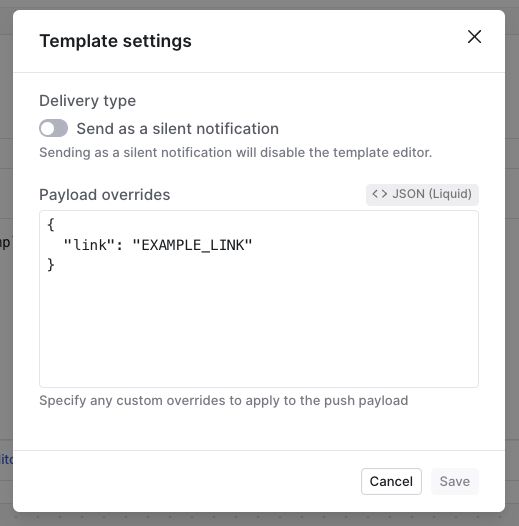 Template settings
Delivery type
Send as a silent notification
Sending as a silent notification will disable the template editor.
Payload overrides
<> JSON (Liquid)
{
"link": "EXAMPLE_LINK"
}
Specify any custom overrides to apply to the push payload
Cancel
Save